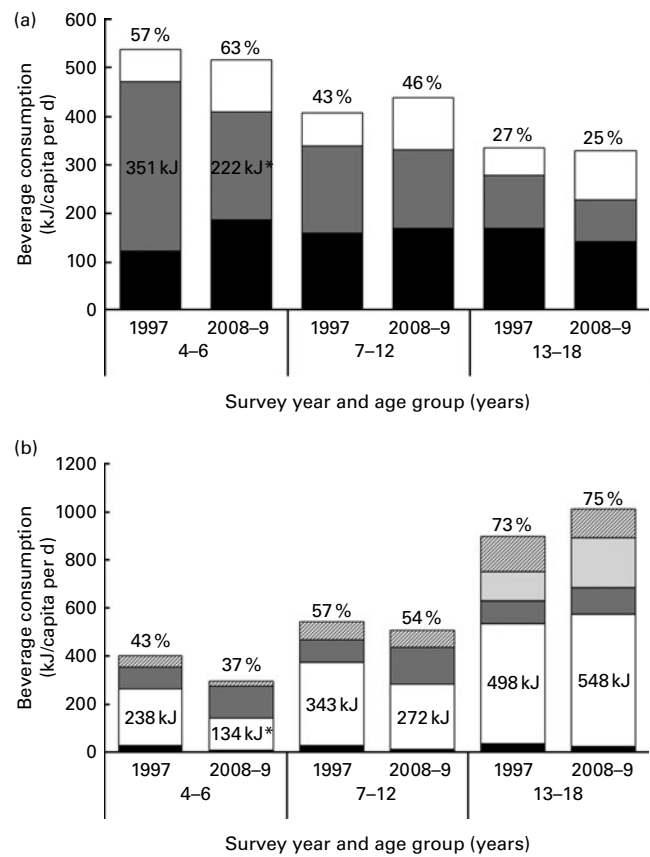 (a)
57 %
63 %
43 %
46 %
27 %
25 %
600
500
400
300
200
100
0
Beverage consumption
(kJ/capita per d)
351 kJ
222 kJ*
1997 2008–9 1997 2008–9 1997 2008–9
4–6 7–12 13–18
Survey year and age group (years)
(b)
1200
1000
800
600
400
200
0
Beverage consumption
(kJ/capita per d)
43 %
37 %
57 %
54 %
73 %
75 %
238 kJ
134 kJ*
343 kJ
272 kJ
498 kJ
548 kJ
1997 2008–9 1997 2008–9 1997 2008–9
4–6 7–12 13–18
Survey year and age group (years)